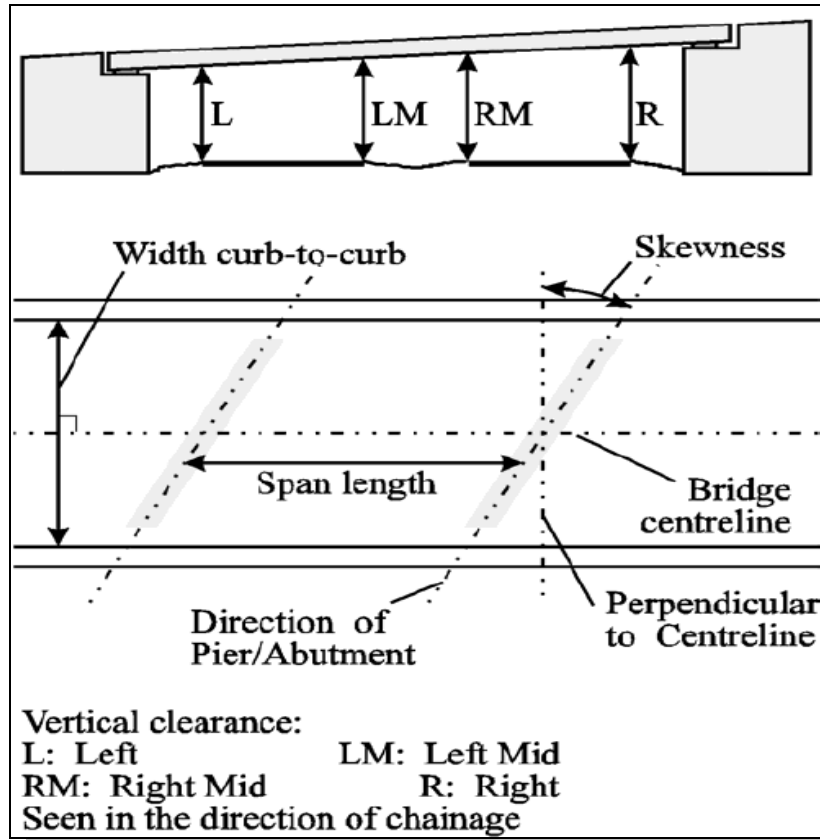 L
LM
RM
R
Width curb-to-curb
Skewness
Span length
Bridge
centreline
Direction of
Pier/Abutment
Perpendicular
to Centreline
Vertical clearance:
L: Left LM: Left Mid
RM: Right Mid R: Right
Seen in the direction of chainage